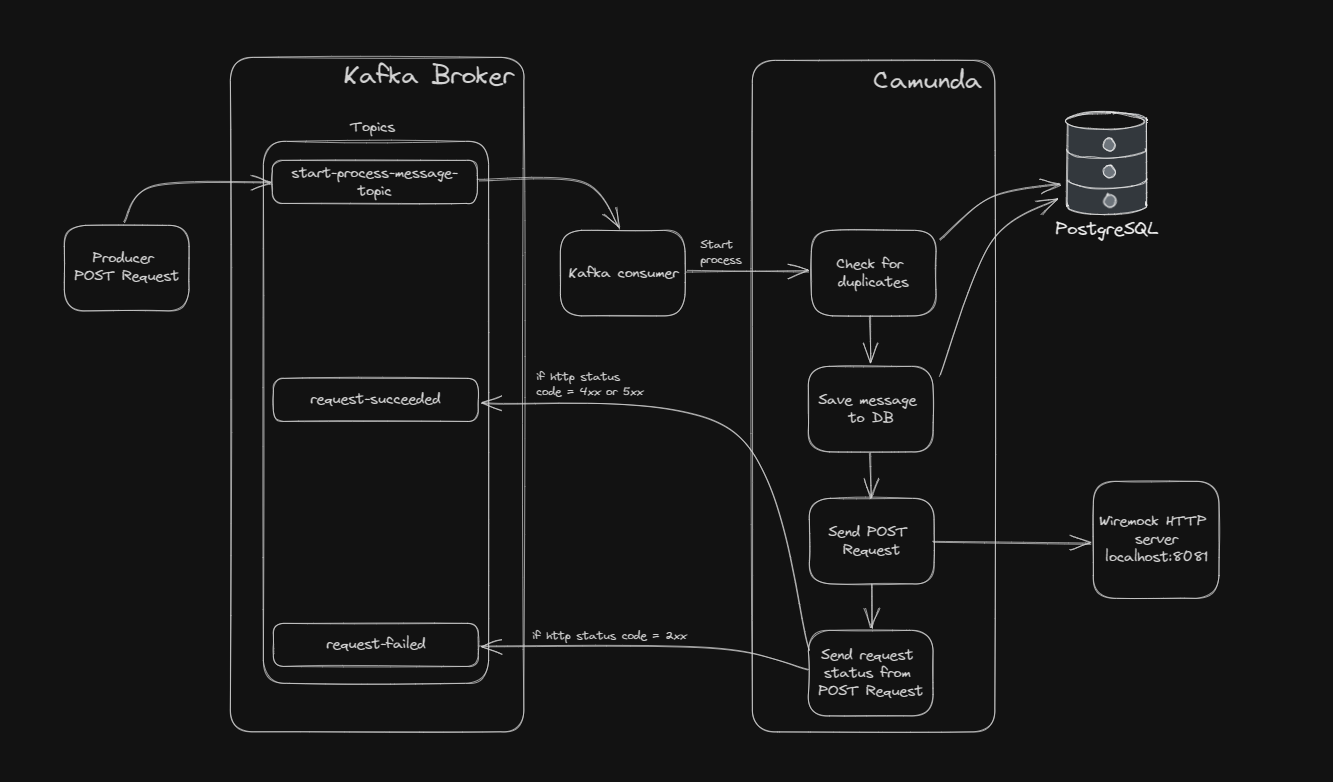 Kafka Broker
Camunda
Topics
start-process-message-
topic
Producer
POST Request
Kafka consumer
Start
process
Check for
duplicates
PostgreSQL
if http status
code = 4xx or 5xx
request-succeeded
Save message
to DB
Send POST
Request
Wiremock HTTP
server
localhost:8081
if http status code = 2xx
request-failed
Send request
status from
POST Request